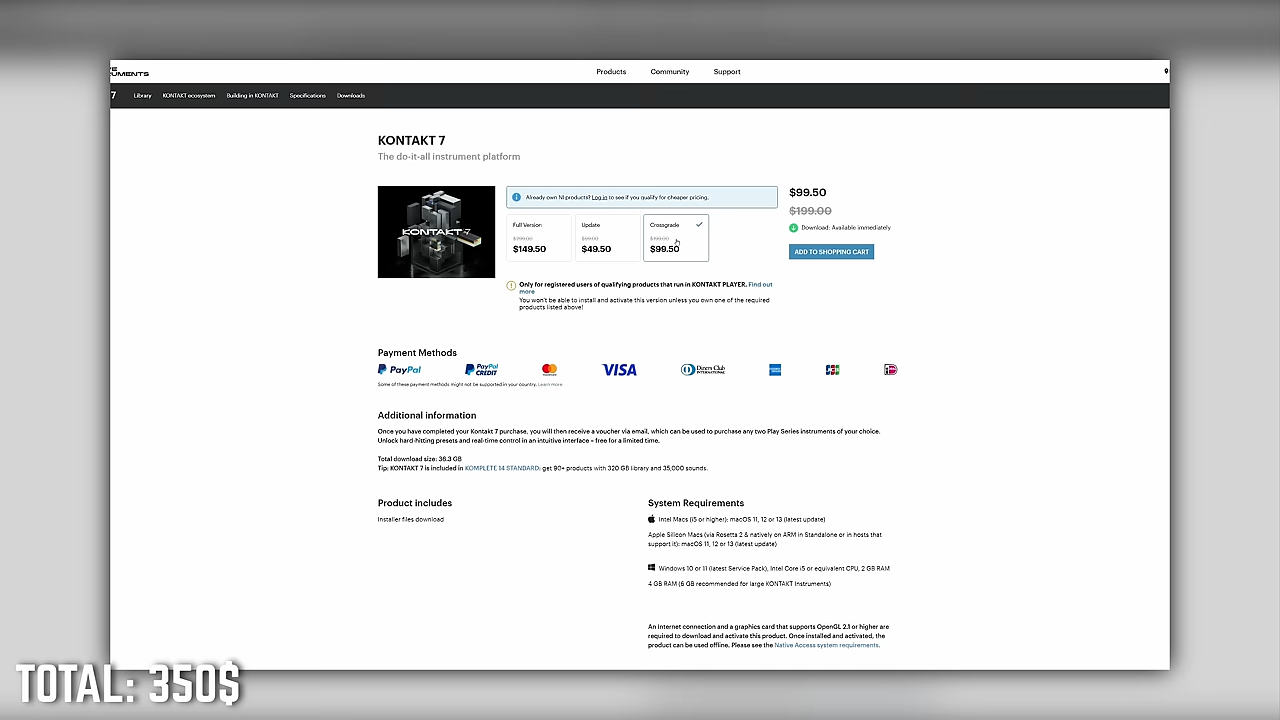 UMENTS
Products
Community
Support
7
Library
KONTAKT ecosystem
Building in KONTAKT
Specifications
Downloads
KONTAKT 7
The do-it-all instrument platform
KONTAKT 7
Already own NI products? Log in to see if you qualify for cheaper pricing.
Full Version
$149.50
Update
$49.50
Crossgrade
$99.50
Only for registered users of qualifying products that run in KONTAKT PLAYER. Find out
more
You won't be able to install and activate this version unless you own one of the required
products listed above!
$99.50
$199.00
Download: Available immediately
ADD TO SHOPPING CART
Payment Methods
PayPal
PayPal
CREDIT
VISA
Diners Club
INTERNATIONAL
Some of these payment methods might not be supported in your country. Learn more
Additional information
Once you have completed your Kontakt 7 purchase, you will then receive a voucher via email, which can be used to purchase any two Play Series instruments of your choice.
Unlock hard-hitting presets and real-time control in an intuitive interface – free for a limited time.
Total download size: 36.3 GB
Tip: KONTAKT 7 is included in KOMPLETE 14 STANDARD: get 90+ products with 320 GB library and 35,000 sounds.
Product includes
Installer files download
System Requirements
Intel Macs (i5 or higher): macOS 11, 12 or 13 (latest update)
Apple Silicon Macs (via Rosetta 2 & natively on ARM in Standalone or in hosts that
support it): macOS 11, 12 or 13 (latest update)
Windows 10 or 11 (latest Service Pack), Intel Core i5 or equivalent CPU, 2 GB RAM
4 GB RAM (6 GB recommended for large KONTAKT Instruments)
An Internet connection and a graphics card that supports OpenGL 2.1 or higher are
required to download and activate this product. Once installed and activated, the
product can be used offline. Please see the Native Access system requirements.
TOTAL: 350$